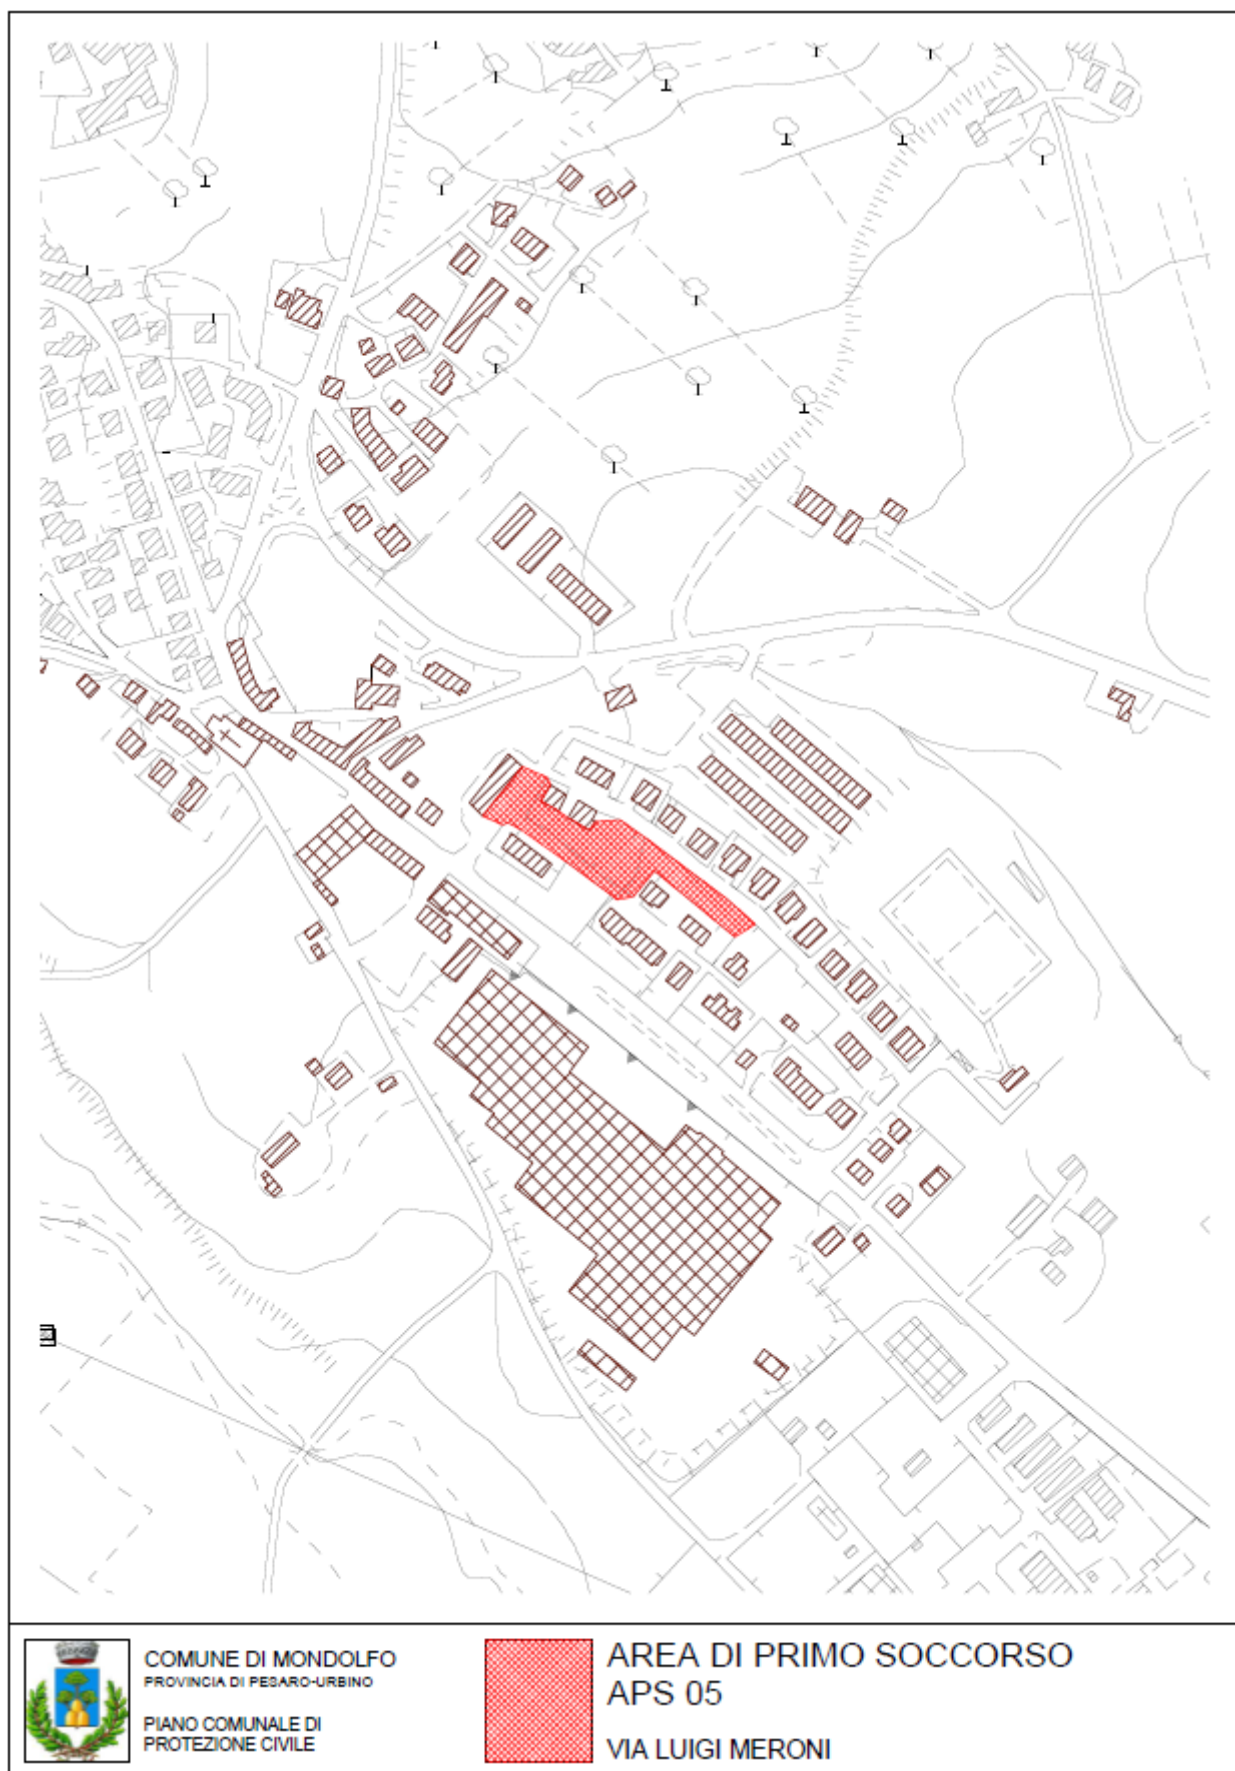 COMUNE DI MONDOLFO
PROVINCIA DI PESARO-URBINO
PIANO COMUNALE DI
PROTEZIONE CIVILE
AREA DI PRIMO SOCCORSO
APS 05
VIA LUIGI MERONI